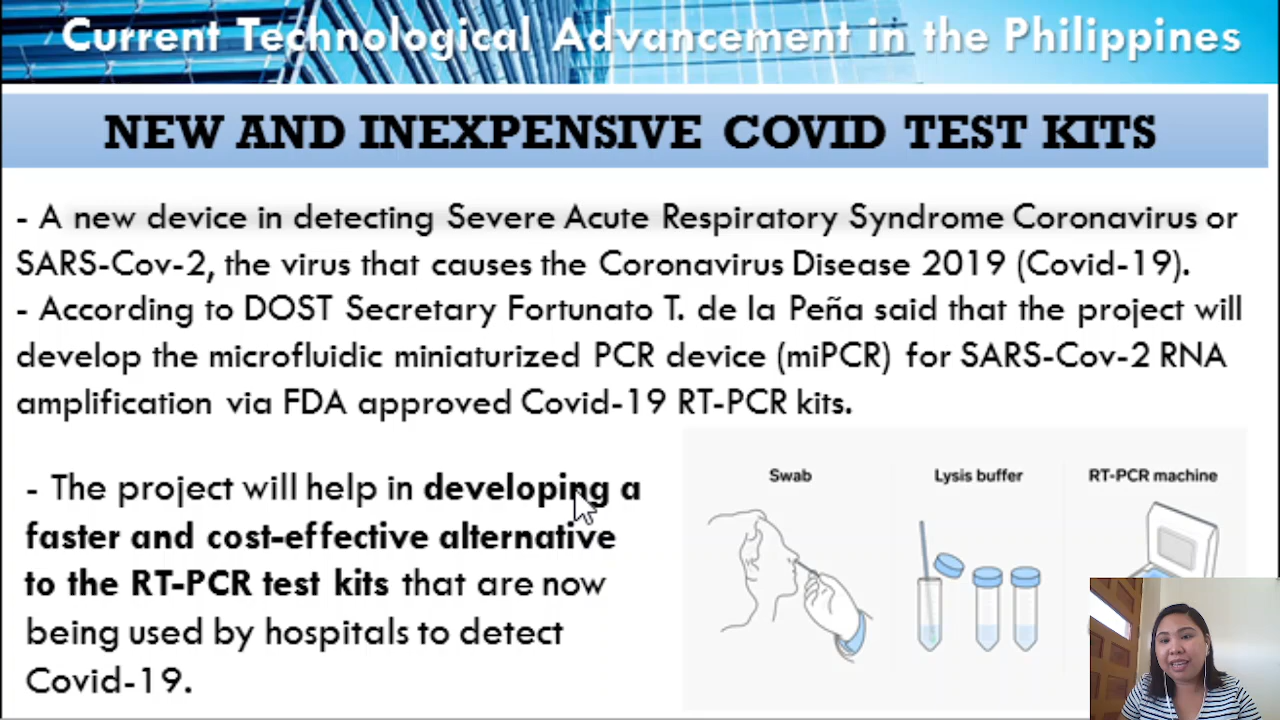 Current Technological Advancement in the Philippines
NEW AND INEXPENSIVE COVID TEST KITS
- A new device in detecting Severe Acute Respiratory Syndrome Coronavirus or
SARS-Cov-2, the virus that causes the Coronavirus Disease 2019 (Covid-19).
- According to DOST Secretary Fortunato T. de la Peña said that the project will
develop the microfluidic miniaturized PCR device (miPCR) for SARS-Cov-2 RNA
amplification via FDA approved Covid-19 RT-PCR kits.
- The project will help in developing a
faster and cost-effective alternative
to the RT-PCR test kits that are now
being used by hospitals to detect
Covid-19.
Swab
Lysis buffer
RT-PCR machine